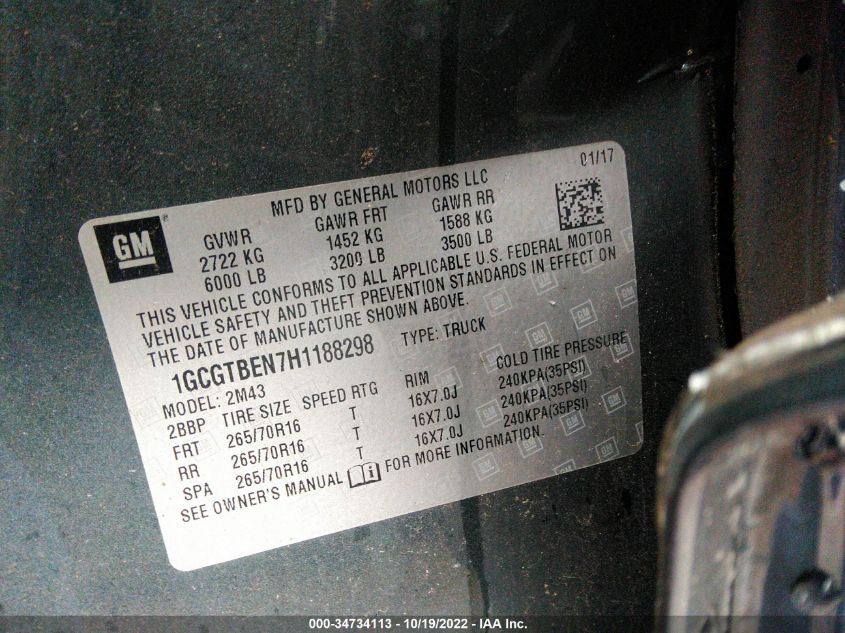 01/17
MFD BY GENERAL MOTORS LLC
GM
GVWR GAWR FRT GAWR RR
2722 KG 1452 KG 1588 KG
6000 LB 3200 LB 3500 LB
THIS VEHICLE CONFORMS TO ALL APPLICABLE U.S. FEDERAL MOTOR
VEHICLE SAFETY AND THEFT PREVENTION STANDARDS IN EFFECT ON
THE DATE OF MANUFACTURE SHOWN ABOVE.
1GCGTBEN7H1188298 TYPE: TRUCK
MODEL: 2M43
2BBP TIRE SIZE SPEED RTG RIM COLD TIRE PRESSURE
FRT 265/70R16 T 16X7.0J 240KPA(35PSI)
RR 265/70R16 T 16X7.0J 240KPA(35PSI)
SPA 265/70R16 T 16X7.0J 240KPA(35PSI)
SEE OWNER'S MANUAL FOR MORE INFORMATION.
000-34734113 - 10/19/2022 - IAA Inc.